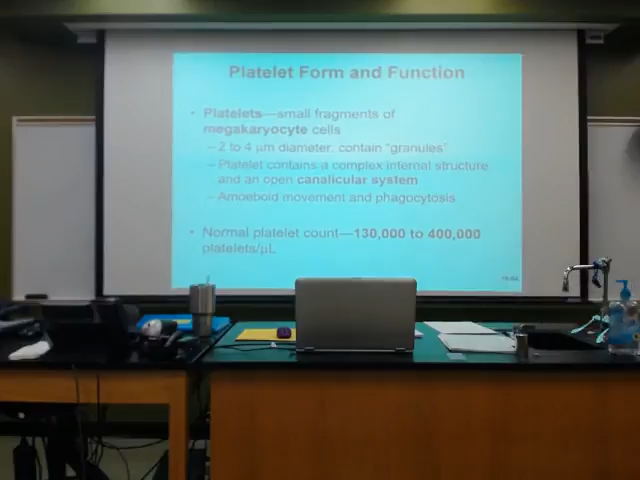 Platelet Form and Function
• Platelets—small fragments of
megakaryocyte cells
– 2 to 4 μm diameter, contain "granules"
– Platelet contains a complex internal structure
and an open canalicular system
– Amoeboid movement and phagocytosis
• Normal platelet count—130,000 to 400,000
platelets/μL